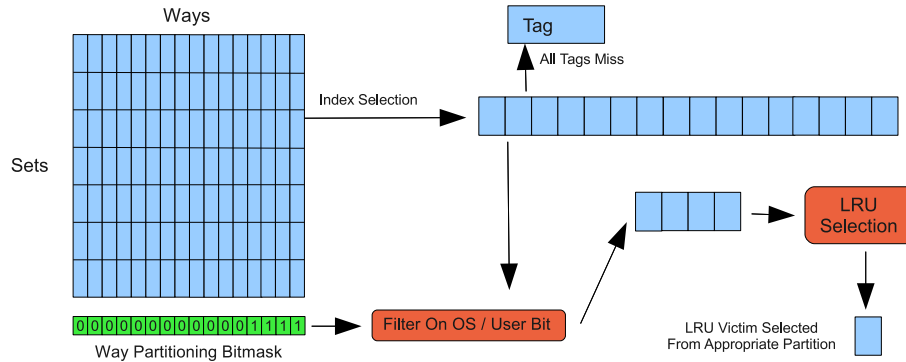 Ways
Tag
All Tags Miss
Index Selection
Sets
LRU
Selection
0000000000001111
Filter On OS / User Bit
Way Partitioning Bitmask
LRU Victim Selected
From Appropriate Partition